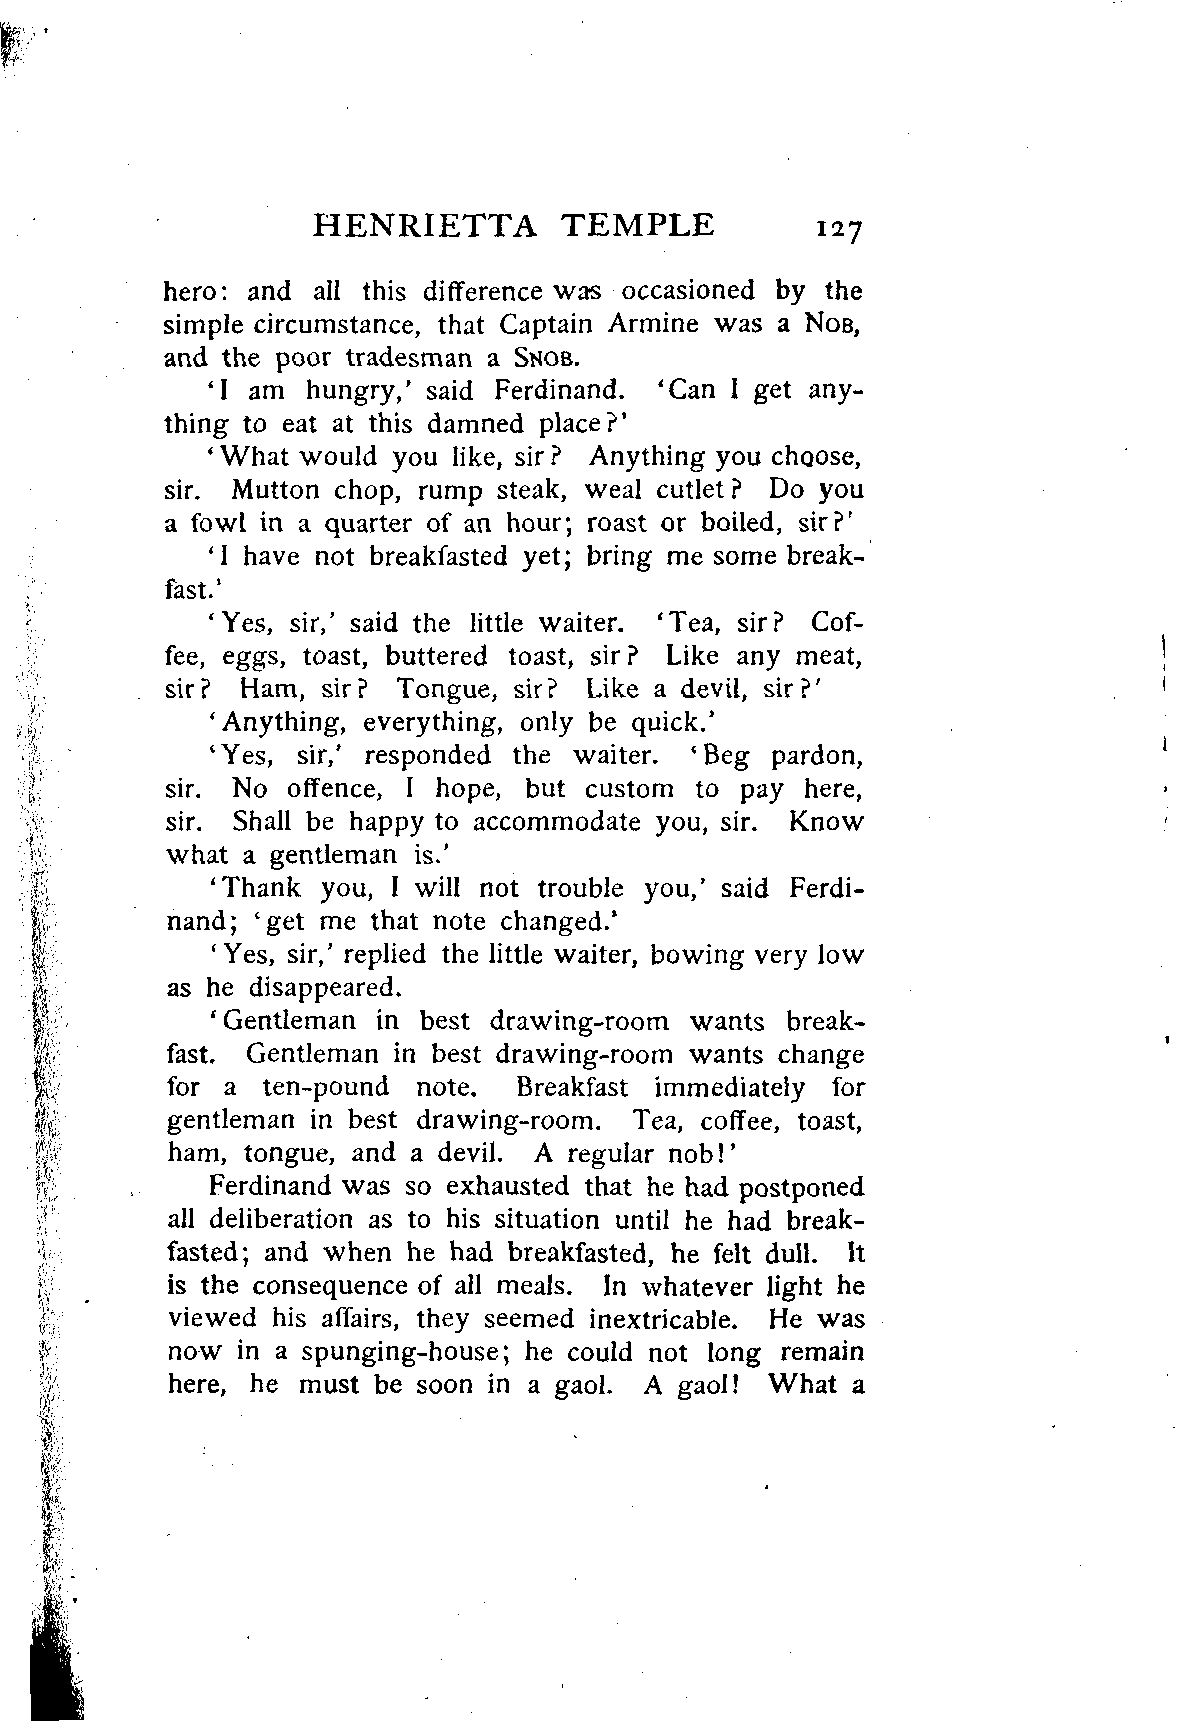 HENRIETTA TEMPLE 127
hero: and all this difference was occasioned by the
simple circumstance, that Captain Armine was a NOB,
and the poor tradesman a SNOB.
‘I am hungry,’ said Ferdinand. ‘Can I get any-
thing to eat at this damned place?’
‘What would you like, sir? Anything you choose,
sir. Mutton chop, rump steak, weal cutlet? Do you
a fowl in a quarter of an hour; roast or boiled, sir?’
‘I have not breakfasted yet; bring me some break-
fast.’
‘Yes, sir,’ said the little waiter. ‘Tea, sir? Cof-
fee, eggs, toast, buttered toast, sir? Like any meat,
sir? Ham, sir? Tongue, sir? Like a devil, sir?’
‘Anything, everything, only be quick.’
‘Yes, sir,’ responded the waiter. ‘Beg pardon,
sir. No offence, I hope, but custom to pay here,
sir. Shall be happy to accommodate you, sir. Know
what a gentleman is.’
‘Thank you, I will not trouble you,’ said Ferdi-
nand; ‘get me that note changed.’
‘Yes, sir,’ replied the little waiter, bowing very low
as he disappeared.
‘Gentleman in best drawing-room wants break-
fast. Gentleman in best drawing-room wants change
for a ten-pound note. Breakfast immediately for
gentleman in best drawing-room. Tea, coffee, toast,
ham, tongue, and a devil. A regular nob!’
Ferdinand was so exhausted that he had postponed
all deliberation as to his situation until he had break-
fasted; and when he had breakfasted, he felt dull. It
is the consequence of all meals. In whatever light he
viewed his affairs, they seemed inextricable. He was
now in a spunging-house; he could not long remain
here, he must be soon in a gaol. A gaol! What a